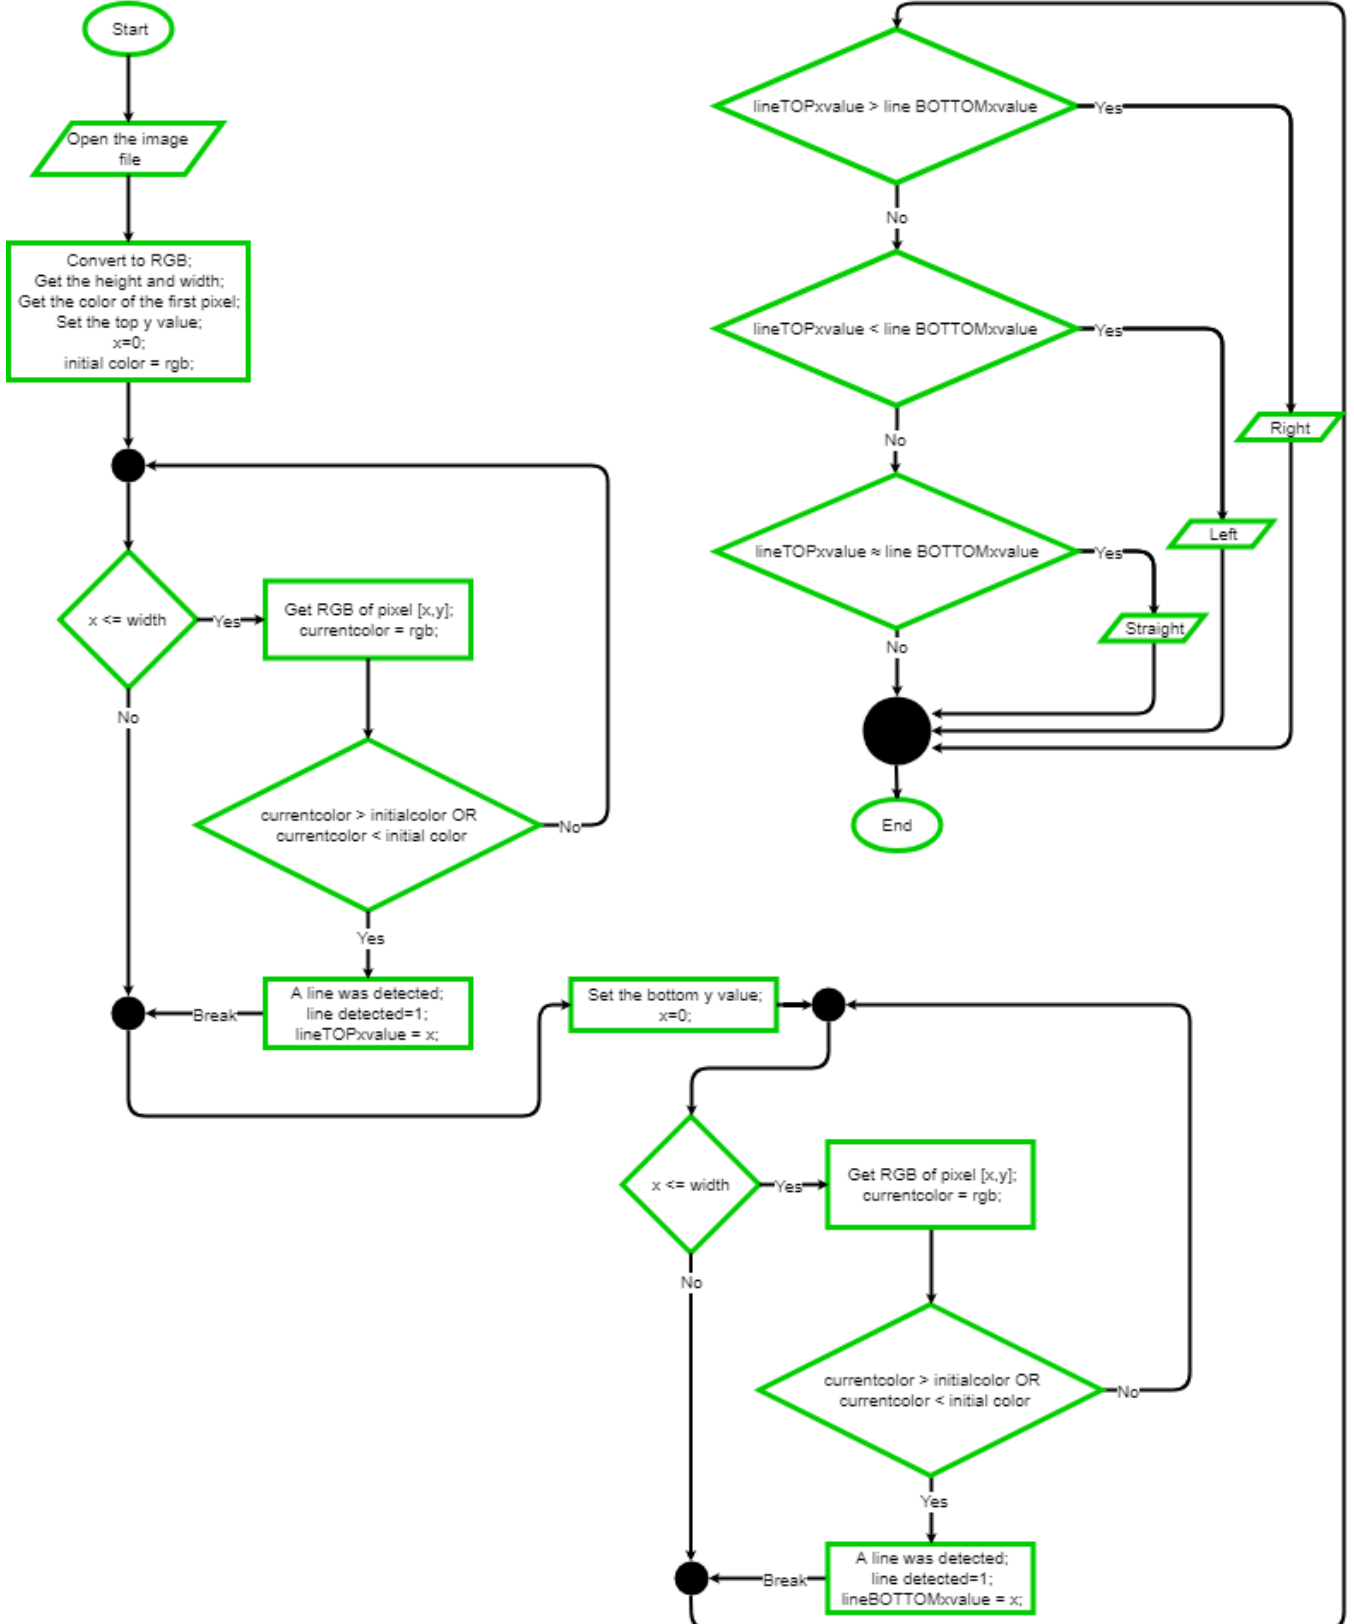 Start
Open the image
file
Convert to RGB;
Get the height and width;
Get the color of the first pixel;
Set the top y value;
x=0;
initial color = rgb;
x <= width
Yes
Get RGB of pixel [x,y];
currentcolor = rgb;
No
currentcolor > initialcolor OR
currentcolor < initial color
No
Yes
A line was detected;
line detected=1;
lineTOPxvalue = x;
Break
Set the bottom y value;
x=0;
x <= width
Yes
Get RGB of pixel [x,y];
currentcolor = rgb;
No
currentcolor > initialcolor OR
currentcolor < initial color
No
Yes
A line was detected;
line detected=1;
lineBOTTOMxvalue = x;
Break
lineTOPxvalue > line BOTTOMxvalue
Yes
No
lineTOPxvalue < line BOTTOMxvalue
Yes
Right
No
Left
lineTOPxvalue ≈ line BOTTOMxvalue
Yes
Straight
No
End